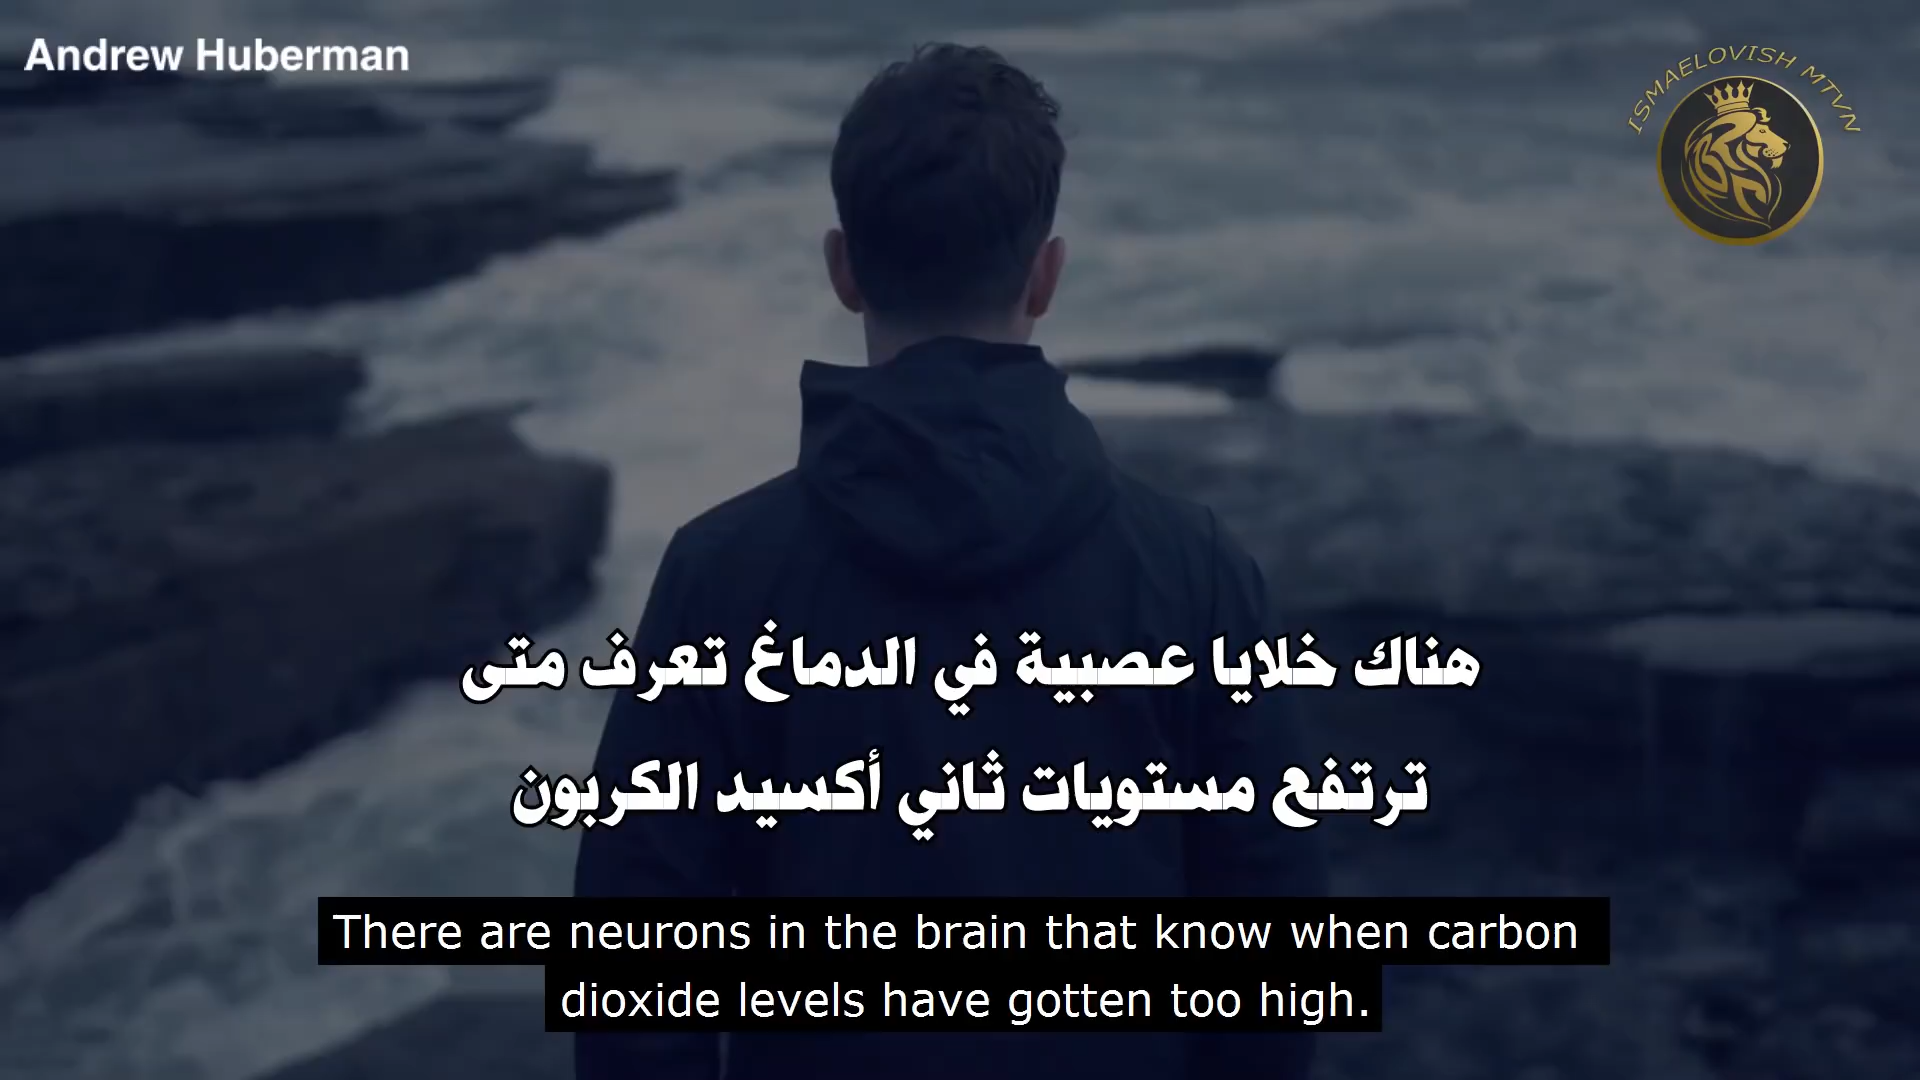 Andrew Huberman
ISMAELOVISH MTVN
هناك خلايا عصبية في الدماغ تعرف متى
ترتفع مستويات ثاني أكسيد الكربون
There are neurons in the brain that know when carbon
dioxide levels have gotten too high.